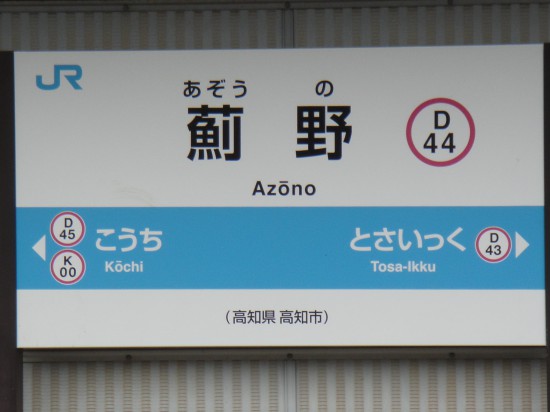 JR
あぞう の
薊野
D
44
Azōno
D
45
K
00
こうち
Kōchi
とさいっく
Tosa-Ikku
D
43
（高知県 高知市）